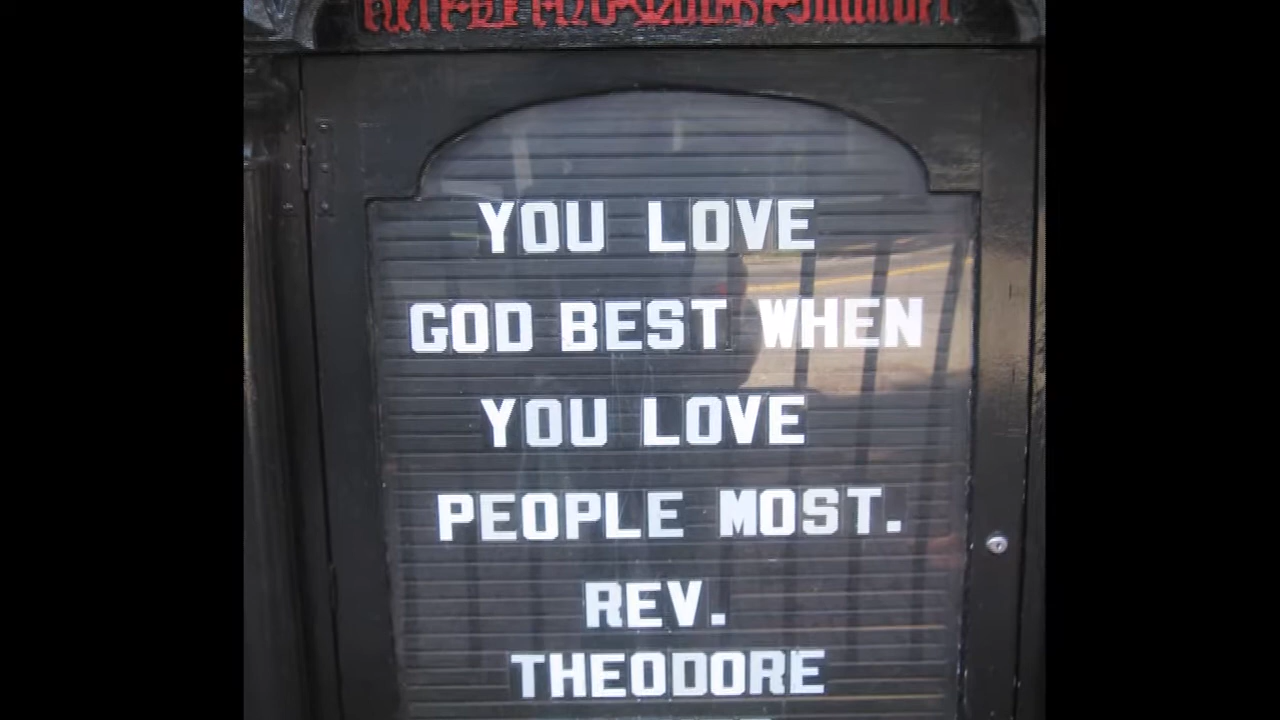 YOU LOVE
GOD BEST WHEN
YOU LOVE
PEOPLE MOST.
REV.
THEODORE